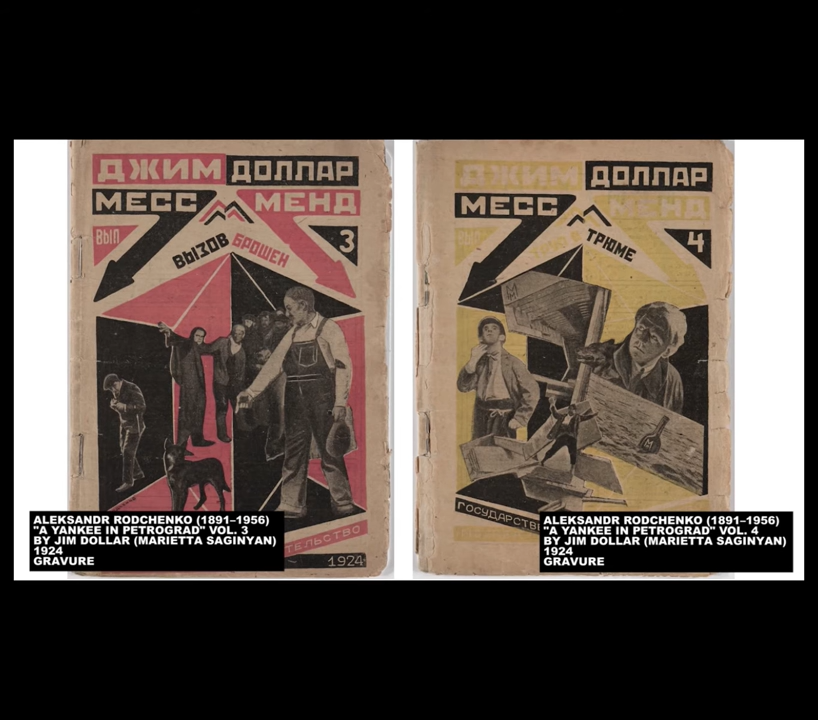 ДЖИМ ДОЛЛАР
МЕСС МЕНД
ВЫП 3
ВЫЗОВ БРОШЕН
1924
ALEKSANDR RODCHENKO (1891–1956)
"A YANKEE IN PETROGRAD" VOL. 3
BY JIM DOLLAR (MARIETTA SAGINYAN)
1924
GRAVURE
ДЖИМ ДОЛЛАР
МЕСС МЕНД
4
ТРЮМЕ
ММ
М
ALEKSANDR RODCHENKO (1891–1956)
"A YANKEE IN PETROGRAD" VOL. 4
BY JIM DOLLAR (MARIETTA SAGINYAN)
1924
GRAVURE